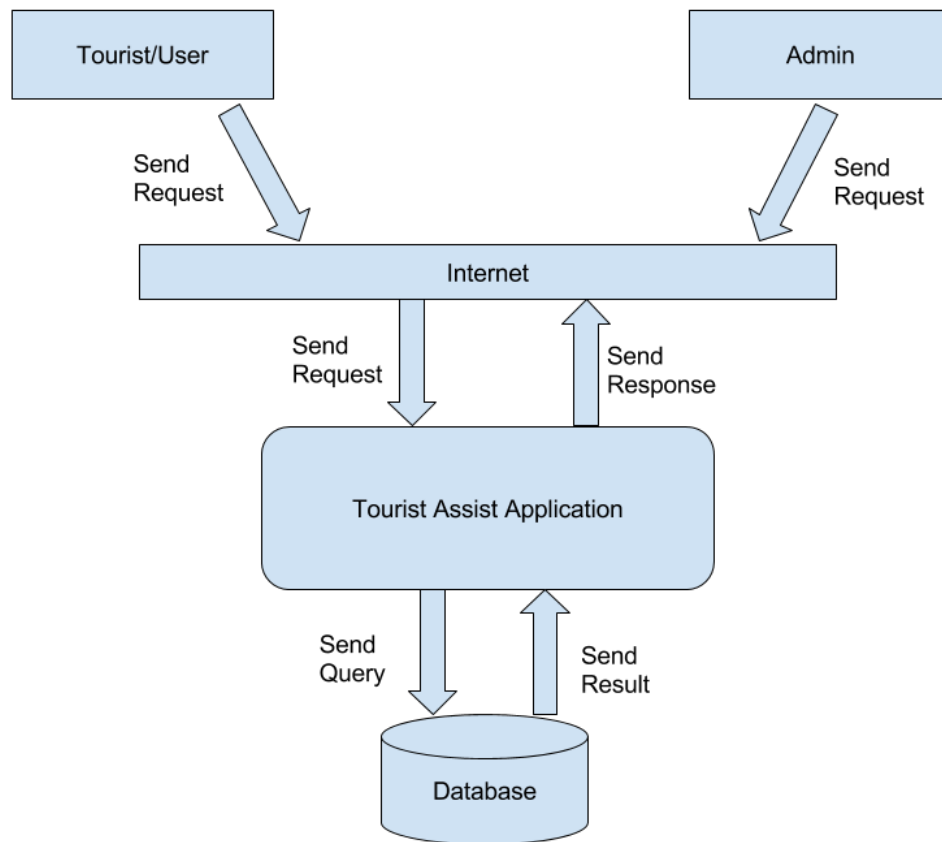 Tourist/User
Admin
Send
Request
Send
Request
Internet
Send
Request
Send
Response
Tourist Assist Application
Send
Query
Send
Result
Database